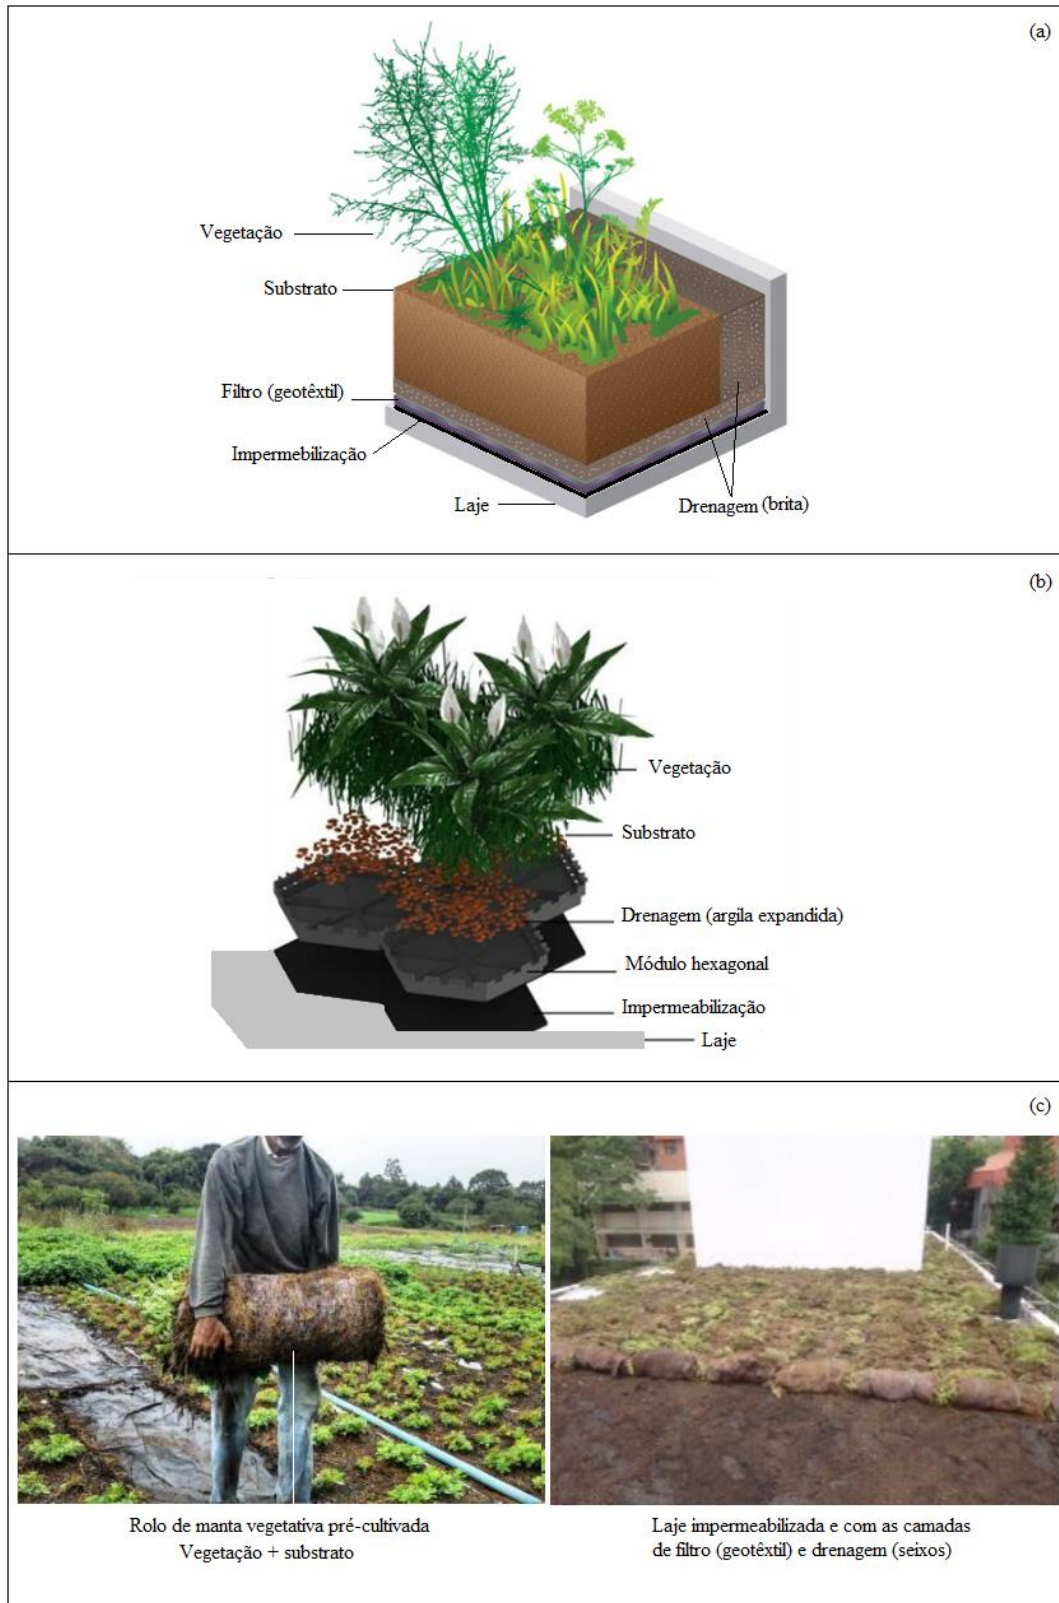 (a)
Vegetação
Substrato
Filtro (geotêxtil)
Impermebilização
Laje
Drenagem (brita)
(b)
Vegetação
Substrato
Drenagem (argila expandida)
Módulo hexagonal
Impermeabilização
Laje
(c)
Rolo de manta vegetativa pré-cultivada
Vegetação + substrato
Laje impermeabilizada e com as camadas
de filtro (geotêxtil) e drenagem (seixos)